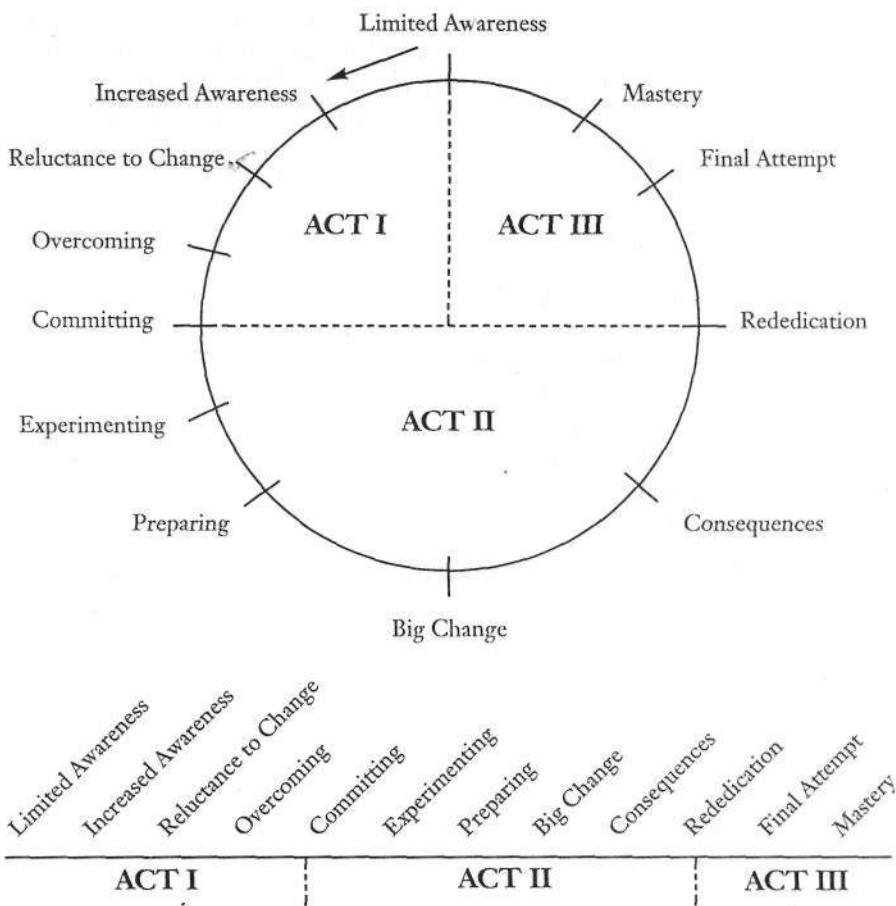 Limited Awareness
Increased Awareness
Mastery
Reluctance to Change
Final Attempt
ACT I
ACT III
Overcoming
Committing
Rededication
ACT II
Experimenting
Preparing
Consequences
Big Change
Limited Awareness
Increased Awareness
Reluctance to Change
Overcoming
Committing
Experimenting
Preparing
Big Change
Consequences
Rededication
Final Attempt
Mastery
ACT I
ACT II
ACT III